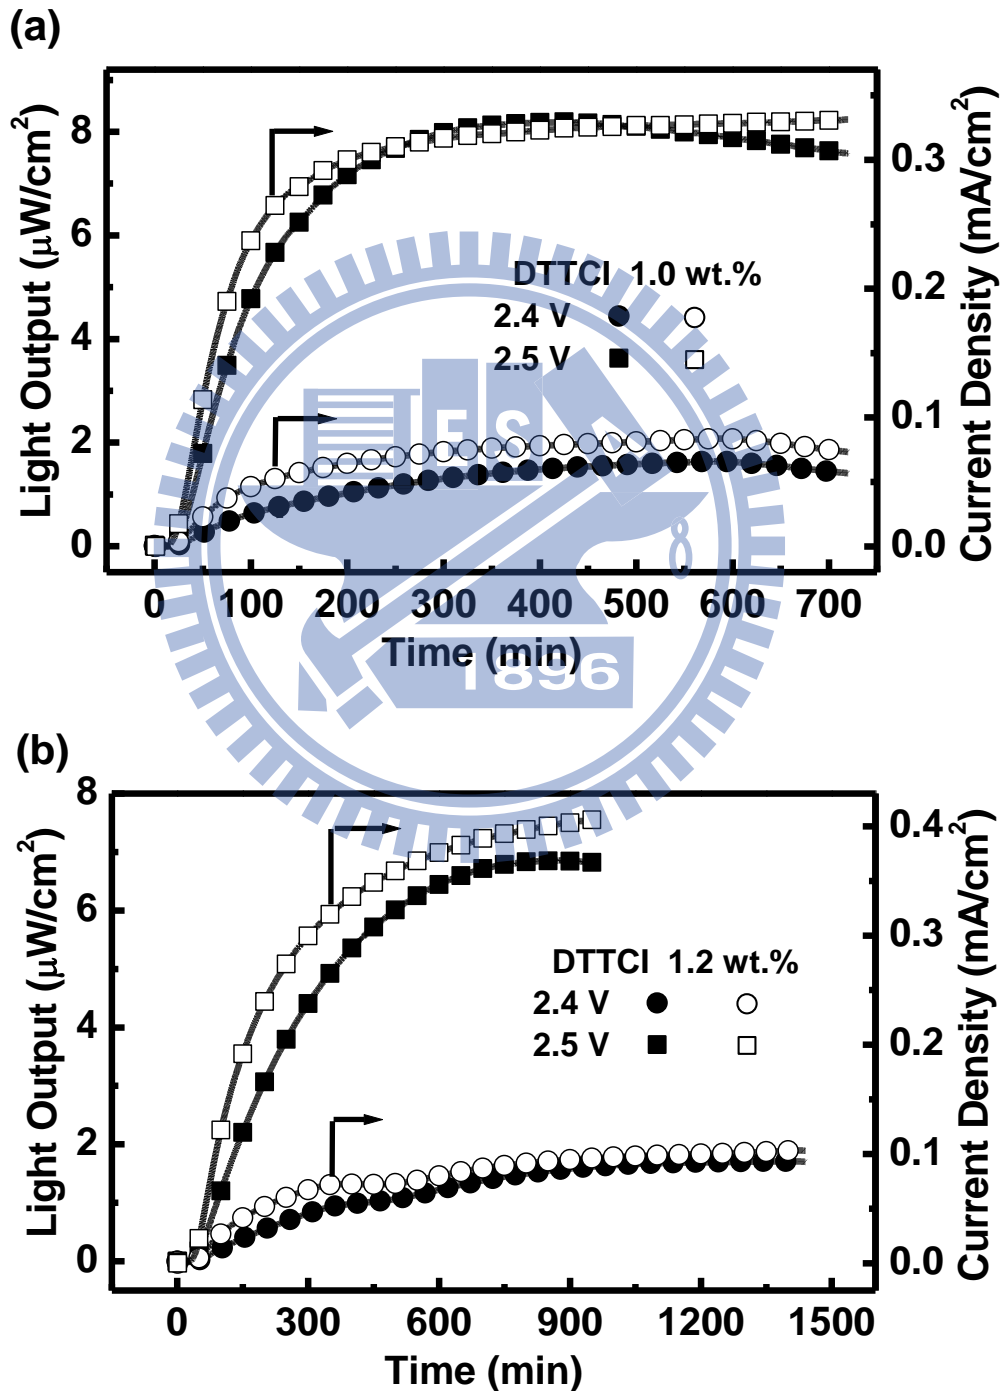 (a)
Light Output (μW/cm²)
8
6
4
2
0
DTTCI 1.0 wt.%
2.4 V
2.5 V
0.3
0.2
0.1
0.0
Current Density (mA/cm²)
0 100 200 300 400 500 600 700
Time (min)
ES
8
1896
(b)
Light Output (μW/cm²)
8
6
4
2
0
DTTCI 1.2 wt.%
2.4 V
2.5 V
0.4
0.3
0.2
0.1
0.0
Current Density (mA/cm²)
0 300 600 900 1200 1500
Time (min)